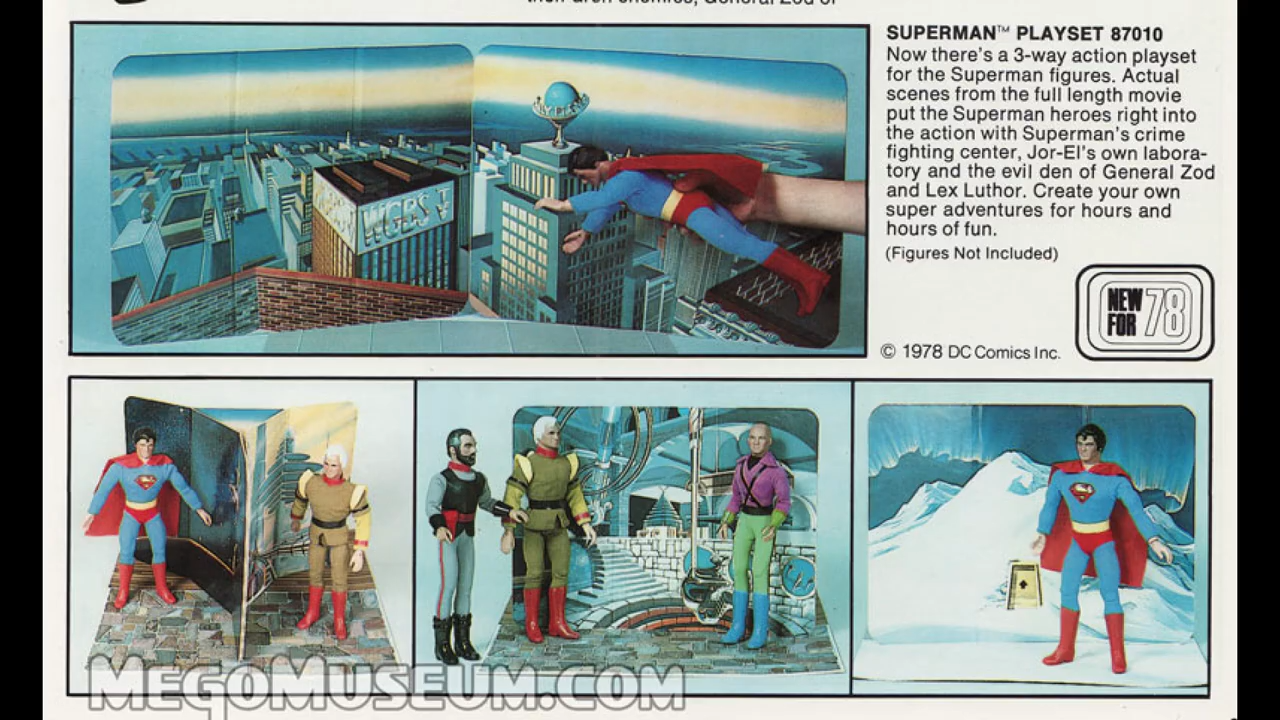 SUPERMAN™ PLAYSET 87010
Now there's a 3-way action playset
for the Superman figures. Actual
scenes from the full length movie
put the Superman heroes right into
the action with Superman's crime
fighting center, Jor-El's own labora-
tory and the evil den of General Zod
and Lex Luthor. Create your own
super adventures for hours and
hours of fun.
(Figures Not Included)
NEW
FOR 78
© 1978 DC Comics Inc.
WGBS
MEGOMUSEUM.COM